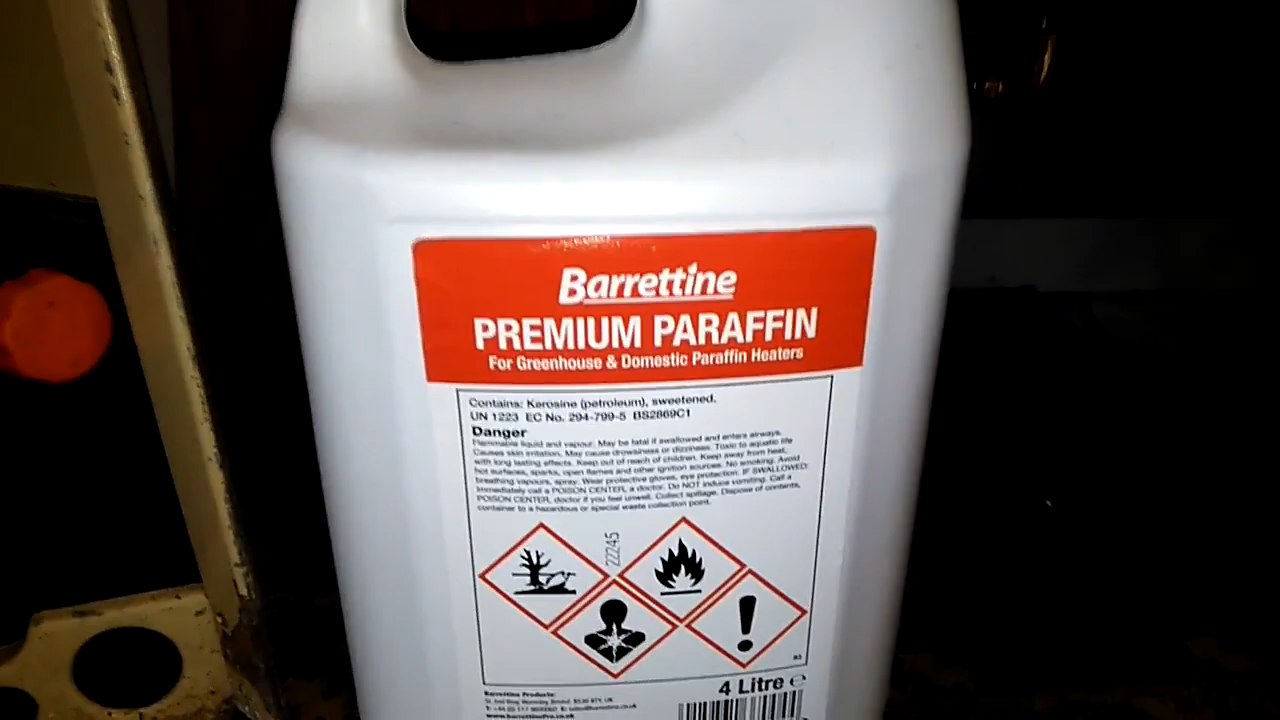 Barrettine
PREMIUM PARAFFIN
For Greenhouse & Domestic Paraffin Heaters
Contains: Kerosine (petroleum), sweetened.
UN 1223 EC No. 294-799-5 BS2869C1
Danger
Flammable liquid and vapour. May be fatal if swallowed and enters airways.
Causes skin irritation. May cause drowsiness or dizziness. Toxic to aquatic life
with long lasting effects. Keep out of reach of children. Keep away from heat,
hot surfaces, sparks, open flames and other ignition sources. No smoking. Avoid
breathing vapours, spray. Wear protective gloves, eye protection. IF SWALLOWED:
Immediately call a POISON CENTER, a doctor. Do NOT induce vomiting. Call a
POISON CENTER, doctor if you feel unwell. Collect spillage. Dispose of contents,
container to a hazardous or special waste collection point.
22245
4 Litre ℮
Barrettine Products:
www.barrettinePro.co.uk